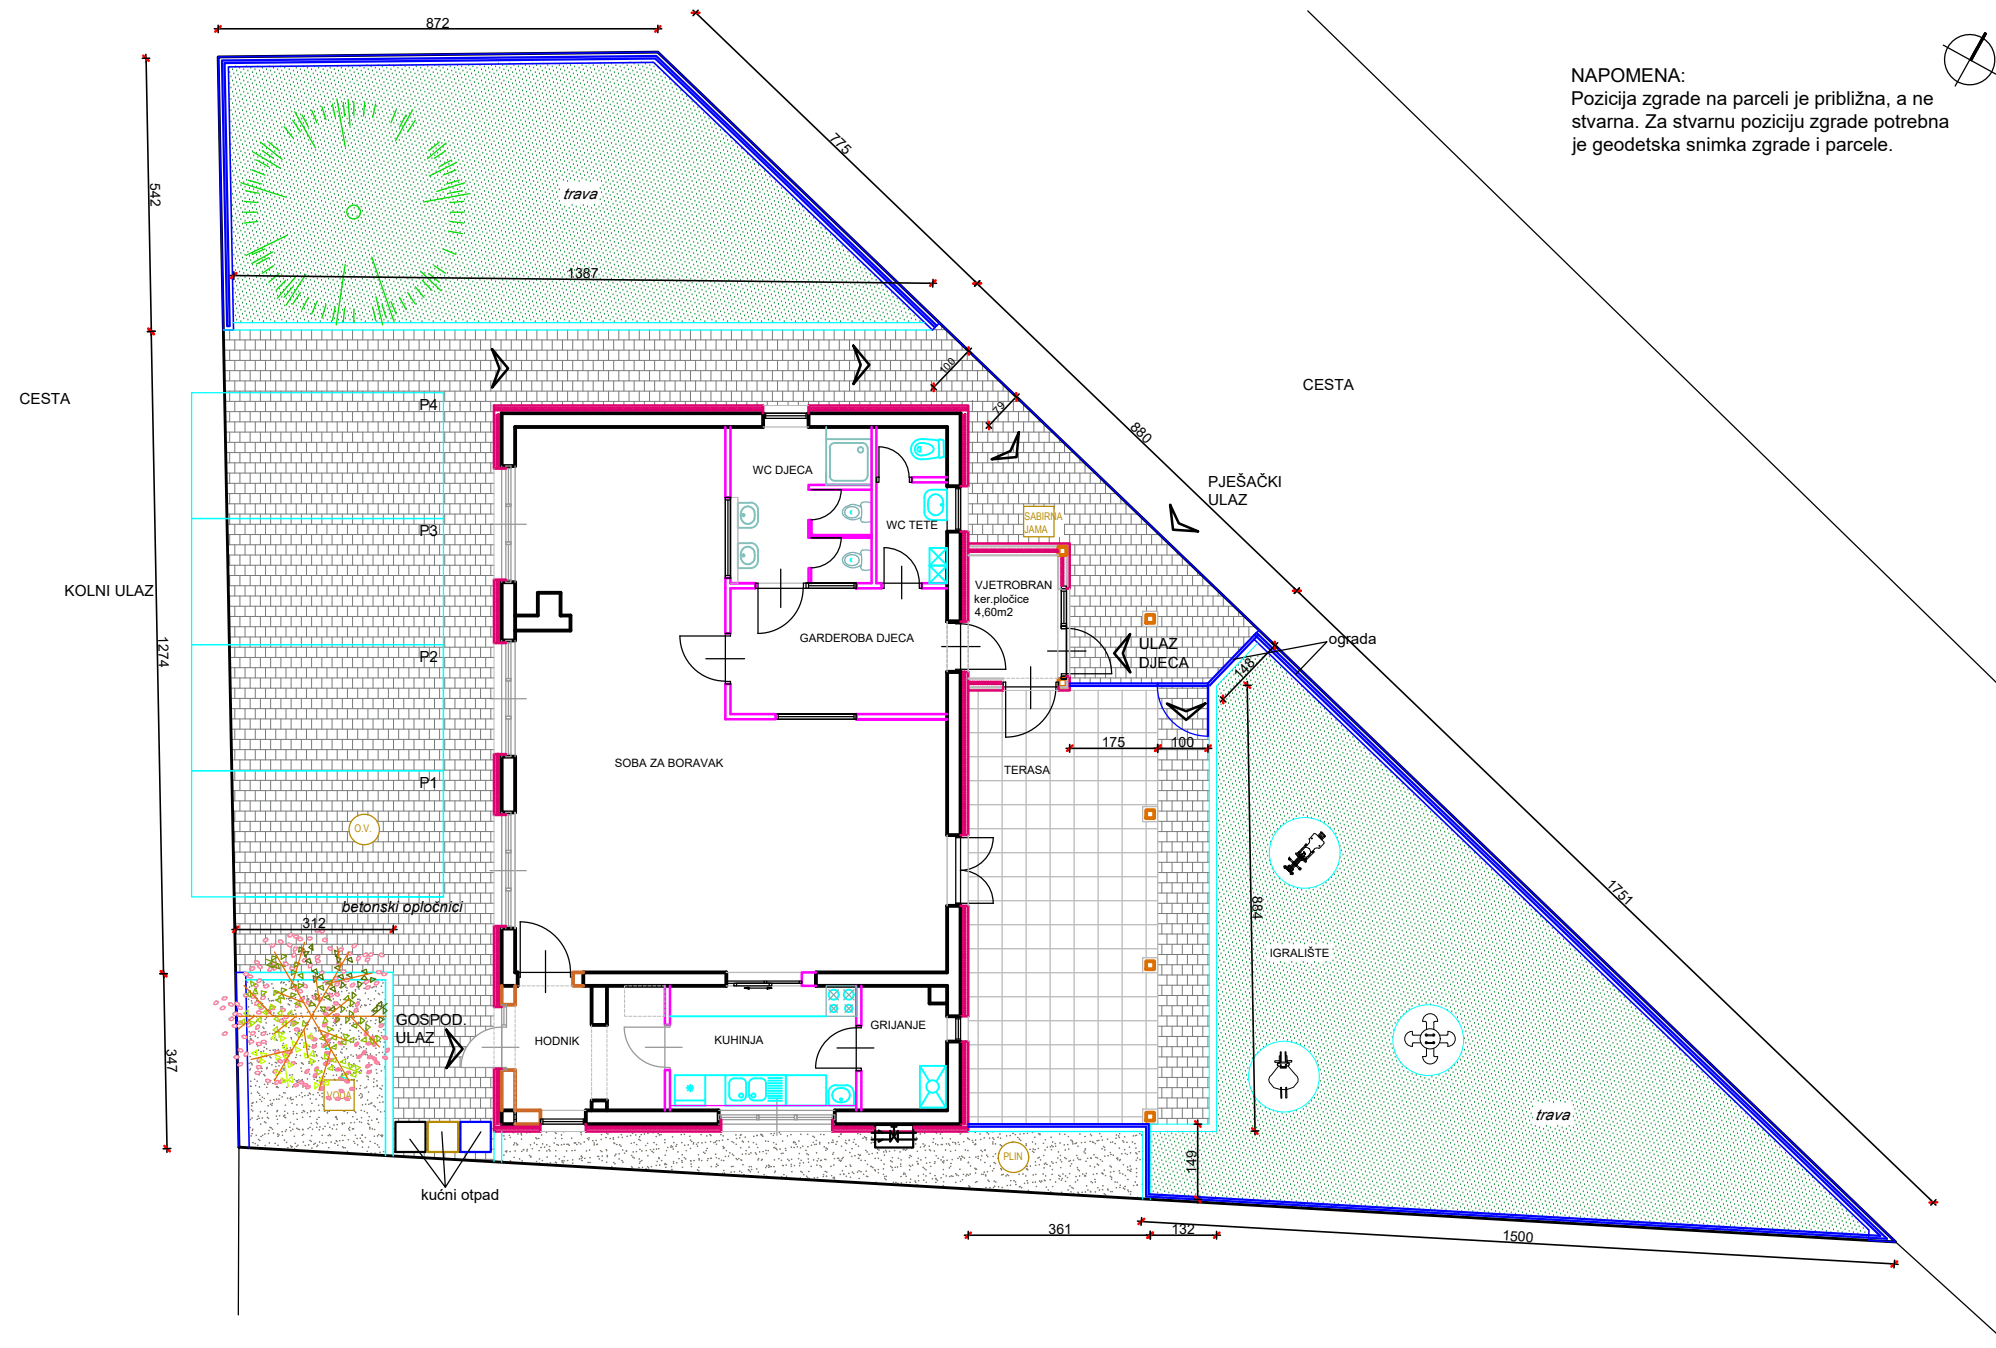 872
NAPOMENA:
Pozicija zgrade na parceli je približna, a ne
stvarna. Za stvarnu poziciju zgrade potrebna
je geodetska snimka zgrade i parcele.
775
542
trava
1387
100
79
CESTA
CESTA
P4
880
WC DJECA
PJEŠAČKI
ULAZ
SABIRNA
JAMA
WC TETE
P3
KOLNI ULAZ
VJETROBRAN
ker.pločice
4,60m2
GARDEROBA DJECA
ULAZ
DJECA
ograda
148
1274
P2
175
100
SOBA ZA BORAVAK
TERASA
P1
O.V.
betonski opločnici
312
884
1751
IGRALIŠTE
GOSPOD.
ULAZ
HODNIK
KUHINJA
GRIJANJE
347
VODA
trava
PLIN
149
kućni otpad
361
132
1500